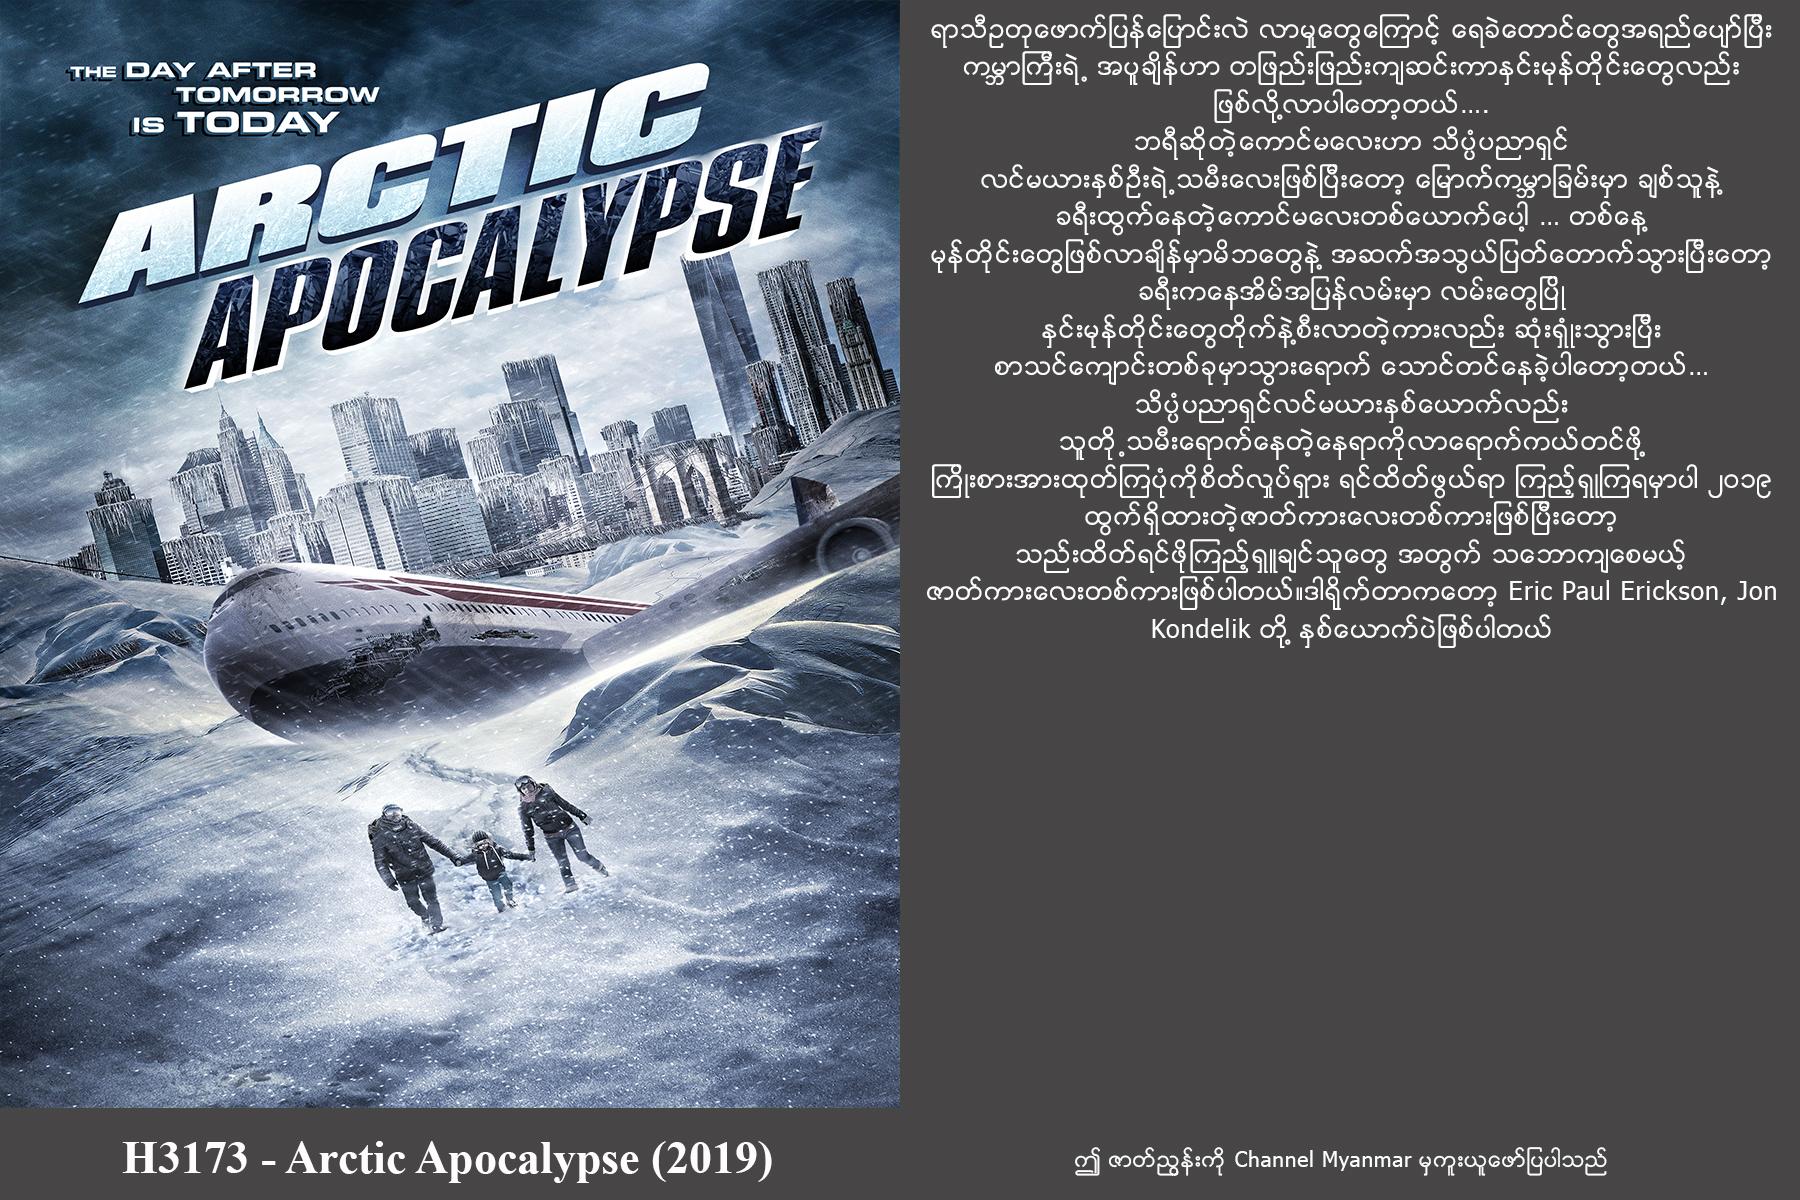 THE DAY AFTER
TOMORROW
IS TODAY
ARCTIC
APOCALYPSE
H3173 - Arctic Apocalypse (2019)
ရာသီဥတုဖောက်ပြန်ပြောင်းလဲ လာမှုတွေကြောင့် ရေခဲတောင်တွေအရည်ပျော်ပြီး
ကမ္ဘာကြီးရဲ့ အပူချိန်ဟာ တဖြည်းဖြည်းကျဆင်းကာနှင်းမုန်တိုင်းတွေလည်း
ဖြစ်လို့လာပါတော့တယ်....
ဘရီဆိုတဲ့ကောင်မလေးဟာ သိပ္ပံပညာရှင်
လင်မယားနှစ်ဦးရဲ့သမီးလေးဖြစ်ပြီးတော့ မြောက်ကမ္ဘာခြမ်းမှာ ချစ်သူနဲ့
ခရီးထွက်နေတဲ့ကောင်မလေးတစ်ယောက်ပေါ့ ... တစ်နေ့
မုန်တိုင်းတွေဖြစ်လာချိန်မှာမိဘတွေနဲ့ အဆက်အသွယ်ပြတ်တောက်သွားပြီးတော့
ခရီးကနေအိမ်အပြန်လမ်းမှာ လမ်းတွေပြို
နှင်းမုန်တိုင်းတွေတိုက်နဲ့စီးလာတဲ့ကားလည်း ဆုံးရှုံးသွားပြီး
စာသင်ကျောင်းတစ်ခုမှာသွားရောက် သောင်တင်နေခဲ့ပါတော့တယ်...
သိပ္ပံပညာရှင်လင်မယားနှစ်ယောက်လည်း
သူတို့သမီးရောက်နေတဲ့နေရာကိုလာရောက်ကယ်တင်ဖို့
ကြိုးစားအားထုတ်ကြပုံကိုစိတ်လှုပ်ရှား ရင်ထိတ်ဖွယ်ရာ ကြည့်ရှုကြရမှာပါ ၂၀၁၉
ထွက်ရှိထားတဲ့ဇာတ်ကားလေးတစ်ကားဖြစ်ပြီးတော့
သည်းထိတ်ရင်ဖိုကြည့်ရှုချင်သူတွေ အတွက် သဘောကျစေမယ့်
ဇာတ်ကားလေးတစ်ကားဖြစ်ပါတယ်။ဒါရိုက်တာကတော့ Eric Paul Erickson, Jon
Kondelik တို့ နှစ်ယောက်ပဲဖြစ်ပါတယ်
ဤ ဇာတ်ညွှန်းကို Channel Myanmar မှကူးယူဖော်ပြပါသည်